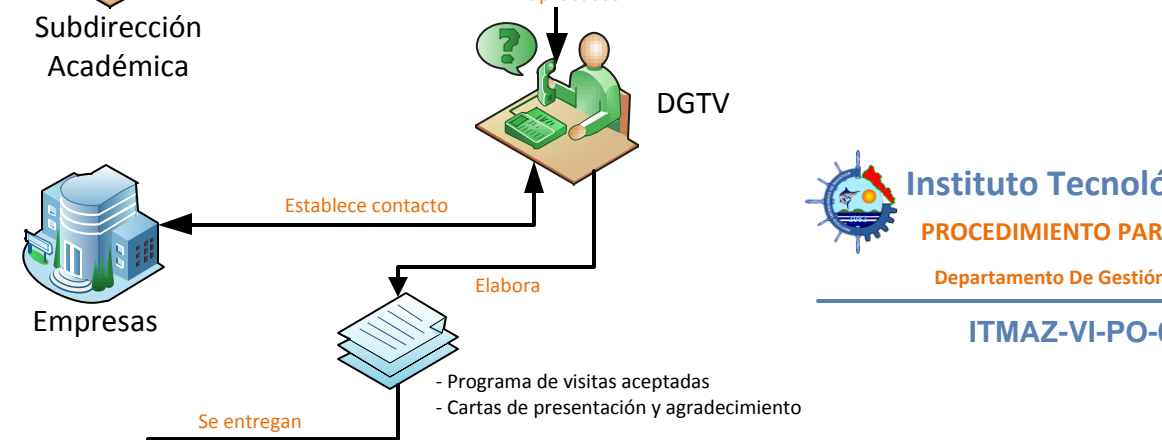 Subdirección
Académica
DGTV
Establece contacto
Empresas
Elabora
- Programa de visitas aceptadas
- Cartas de presentación y agradecimiento
Se entregan
Instituto Tecnoló
PROCEDIMIENTO PAR
Departamento De Gestión
ITMAZ-VI-PO-